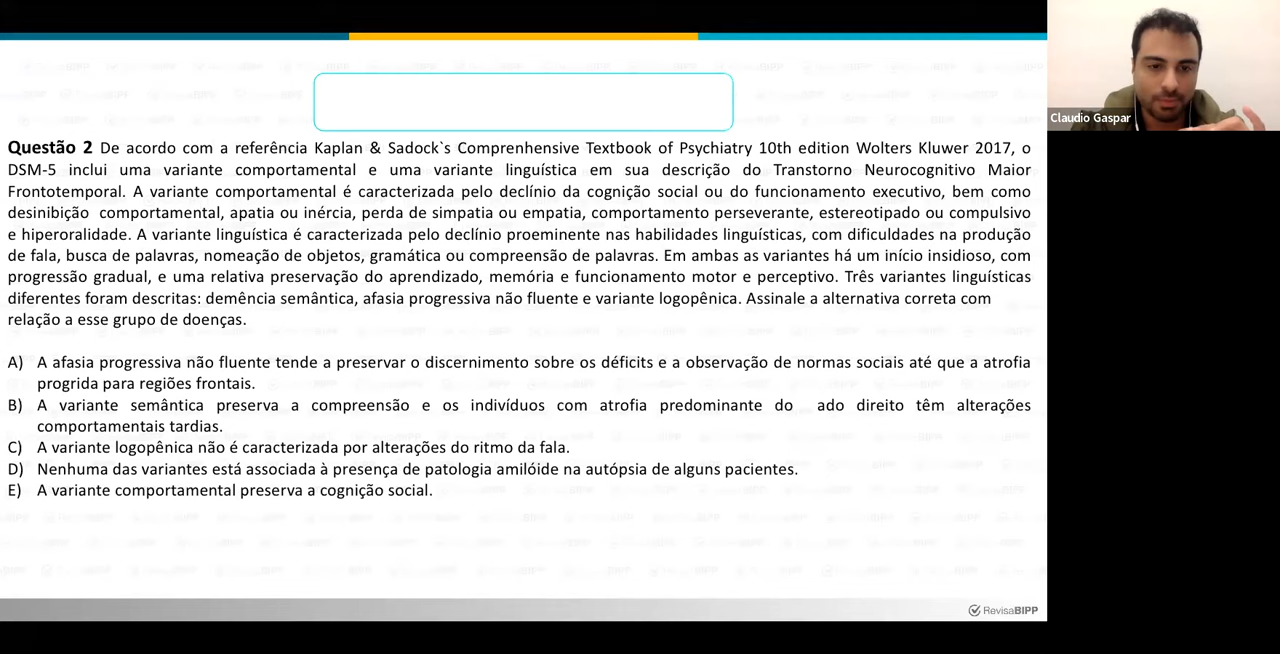 Claudio Gaspar
Questão 2 De acordo com a referência Kaplan & Sadock`s Comprenhensive Textbook of Psychiatry 10th edition Wolters Kluwer 2017, o
DSM-5 inclui uma variante comportamental e uma variante linguística em sua descrição do Transtorno Neurocognitivo Maior
Frontotemporal. A variante comportamental é caracterizada pelo declínio da cognição social ou do funcionamento executivo, bem como
desinibição comportamental, apatia ou inércia, perda de simpatia ou empatia, comportamento perseverante, estereotipado ou compulsivo
e hiperoralidade. A variante linguística é caracterizada pelo declínio proeminente nas habilidades linguísticas, com dificuldades na produção
de fala, busca de palavras, nomeação de objetos, gramática ou compreensão de palavras. Em ambas as variantes há um início insidioso, com
progressão gradual, e uma relativa preservação do aprendizado, memória e funcionamento motor e perceptivo. Três variantes linguísticas
diferentes foram descritas: demência semântica, afasia progressiva não fluente e variante logopênica. Assinale a alternativa correta com
relação a esse grupo de doenças.
A) A afasia progressiva não fluente tende a preservar o discernimento sobre os déficits e a observação de normas sociais até que a atrofia
progrida para regiões frontais.
B) A variante semântica preserva a compreensão e os indivíduos com atrofia predominante do ado direito têm alterações
comportamentais tardias.
C) A variante logopênica não é caracterizada por alterações do ritmo da fala.
D) Nenhuma das variantes está associada à presença de patologia amilóide na autópsia de alguns pacientes.
E) A variante comportamental preserva a cognição social.
RevisaBIPP